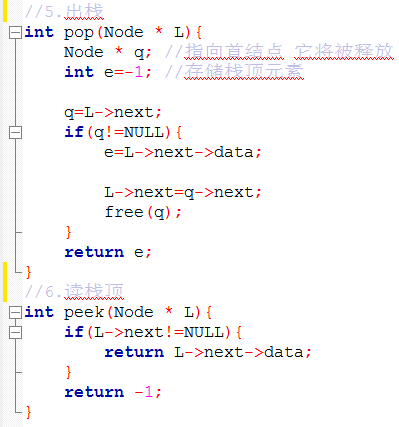 //5.出栈
int pop(Node * L){
    Node * q; //指向首结点 它将被释放
    int e=-1; //存储栈顶元素

    q=L->next;
    if(q!=NULL){
        e=L->next->data;

        L->next=q->next;
        free(q);
    }
    return e;
}
//6.读栈顶
int peek(Node * L){
    if(L->next!=NULL){
        return L->next->data;
    }
    return -1;
}